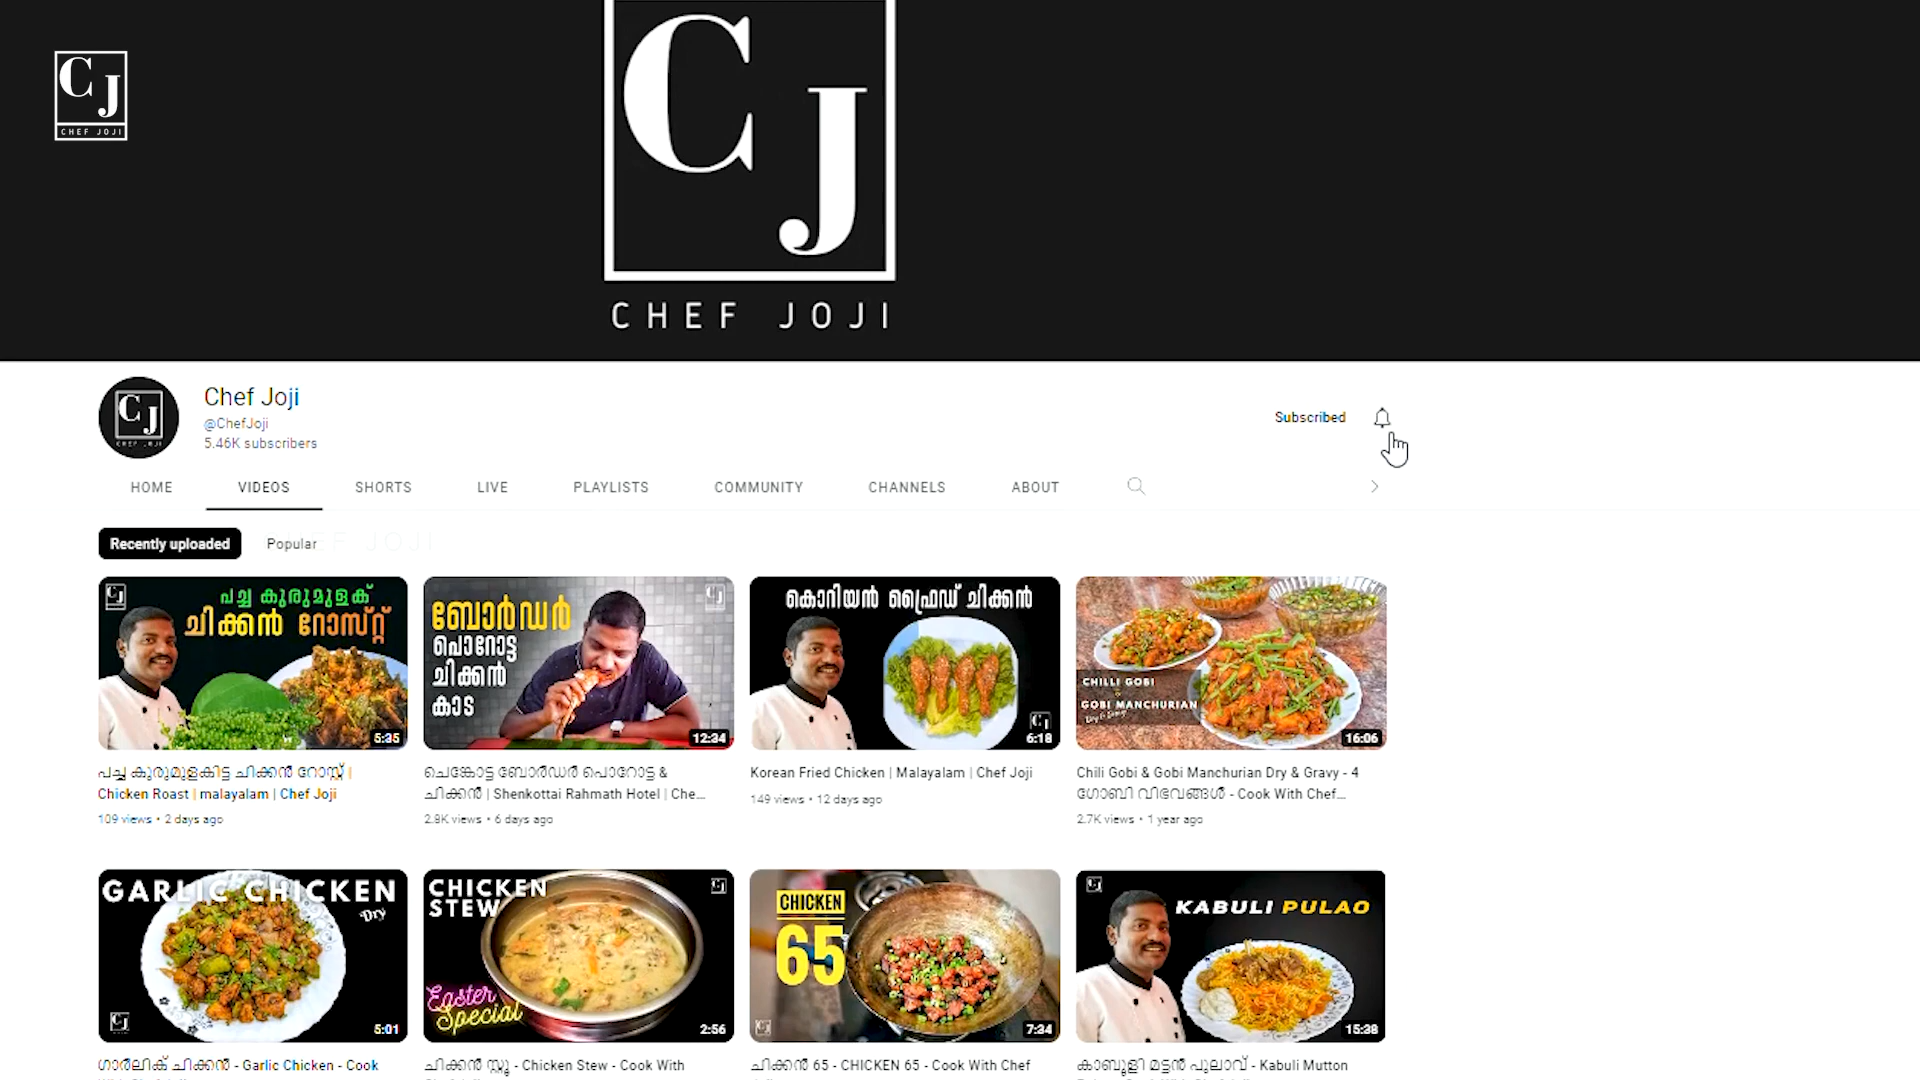 CJ
CHEF JOJI
CJ
CHEF JOJI
Chef Joji
@ChefJoji
5.46K subscribers
Subscribed
HOME VIDEOS SHORTS LIVE PLAYLISTS COMMUNITY CHANNELS ABOUT
Recently uploaded Popular
പച്ച കുരുമുളക്
ചിക്കൻ റോസ്റ്റ്
5:35
ബോർഡർ
പൊറോട്ട
ചിക്കൻ
കാട
12:34
കൊറിയൻ ഫ്രൈഡ് ചിക്കൻ
6:18
CHILLI GOBI
GOBI MANCHURIAN
Dry & Gravy
16:06
പച്ച കുരുമുളകിട്ട ചിക്കൻ റോസ്റ്റ് |
Chicken Roast | malayalam | Chef Joji
109 views • 2 days ago
ചെങ്കോട്ട ബോർഡർ പൊറോട്ട &
ചിക്കൻ | Shenkottai Rahmath Hotel | Che...
2.8K views • 6 days ago
Korean Fried Chicken | Malayalam | Chef Joji
149 views • 12 days ago
Chili Gobi & Gobi Manchurian Dry & Gravy - 4
ഗോബി വിഭവങ്ങൾ - Cook With Chef...
2.7K views • 1 year ago
GARLIC CHICKEN
Dry
5:01
CHICKEN
STEW
Easter
Special
2:56
CHICKEN
65
7:34
KABULI PULAO
15:38
ഗാർലിക് ചിക്കൻ - Garlic Chicken - Cook
ചിക്കൻ സ്റ്റൂ - Chicken Stew - Cook With
ചിക്കൻ 65 - CHICKEN 65 - Cook With Chef
കാബൂളി മട്ടൻ പുലാവ് - Kabuli Mutton